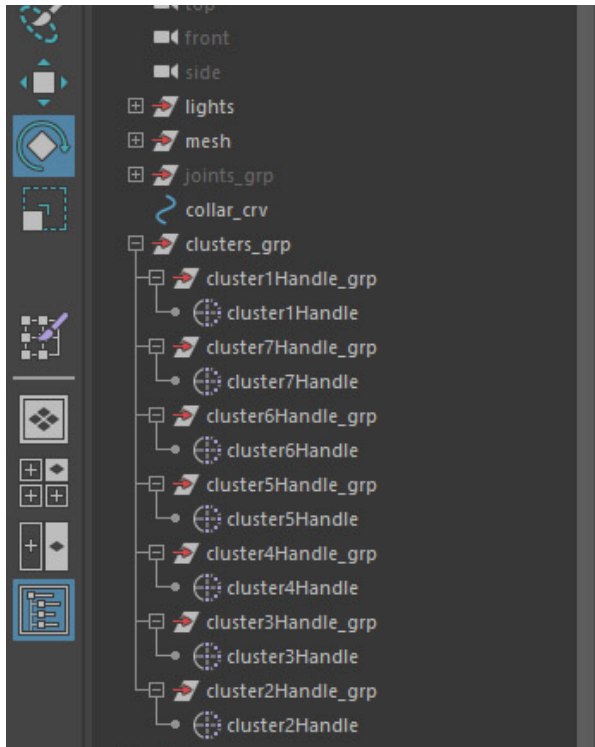 top
front
side
lights
mesh
joints_grp
collar_crv
clusters_grp
cluster1Handle_grp
cluster1Handle
cluster7Handle_grp
cluster7Handle
cluster6Handle_grp
cluster6Handle
cluster5Handle_grp
cluster5Handle
cluster4Handle_grp
cluster4Handle
cluster3Handle_grp
cluster3Handle
cluster2Handle_grp
cluster2Handle